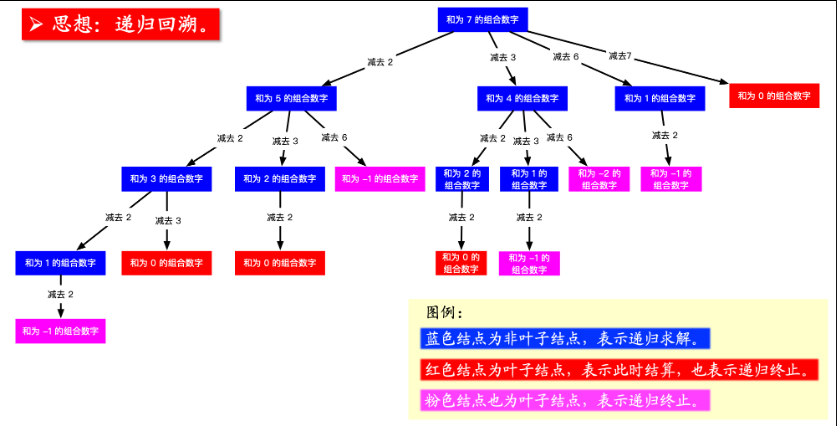 ➢ 思想：递归回溯。
和为 7 的组合数字
减去 2
减去 3
减去 6
减去7
和为 5 的组合数字
和为 4 的组合数字
和为 1 的组合数字
和为 0 的组合数字
减去 2
减去 3
减去 6
减去 2
减去 3
减去 6
减去 2
和为 3 的组合数字
和为 2 的组合数字
和为 -1 的组合数字
和为 2 的
组合数字
和为 1 的
组合数字
和为 -2 的
组合数字
和为 -1 的
组合数字
减去 2
减去 3
减去 2
减去 2
减去 2
和为 1 的组合数字
和为 0 的组合数字
和为 0 的组合数字
和为 0 的
组合数字
和为 -1 的
组合数字
减去 2
和为 -1 的组合数字
图例：
蓝色结点为非叶子结点，表示递归求解。
红色结点为叶子结点，表示此时结算，也表示递归终止。
粉色结点也为叶子结点，表示递归终止。